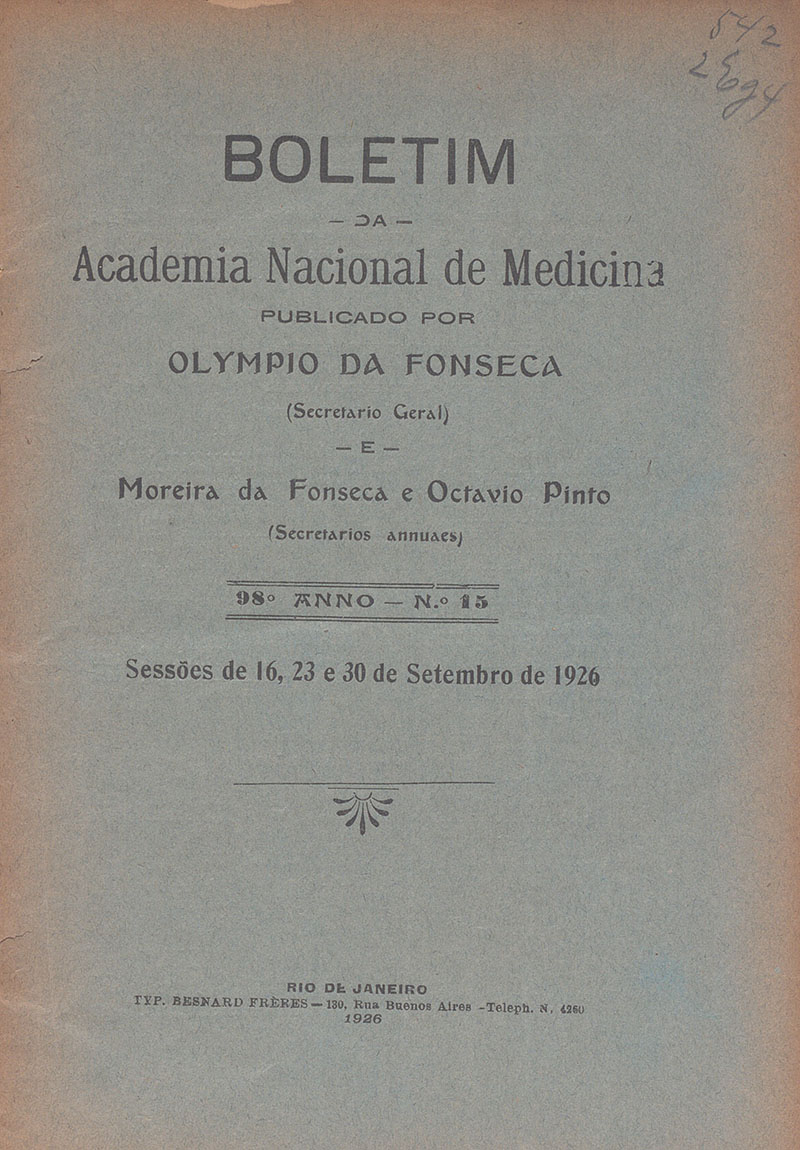 542
BOLETIM
— DA —
Academia Nacional de Medicina
PUBLICADO POR
OLYMPIO DA FONSECA
(Secretario Geral)
— E —
Moreira da Fonseca e Octavio Pinto
(Secretarios annuaes)
98º ANNO — N.º 15
Sessões de 16, 23 e 30 de Setembro de 1926
RIO DE JANEIRO
TYP. BESNARD FRÈRES — 130, Rua Buenos Aires - Teleph. N. 4260
1926